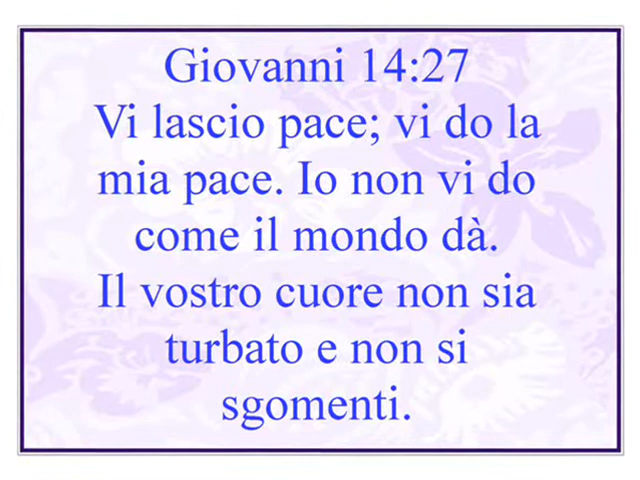 Giovanni 14:27
Vi lascio pace; vi do la
mia pace. Io non vi do
come il mondo dà.
Il vostro cuore non sia
turbato e non si
sgomenti.